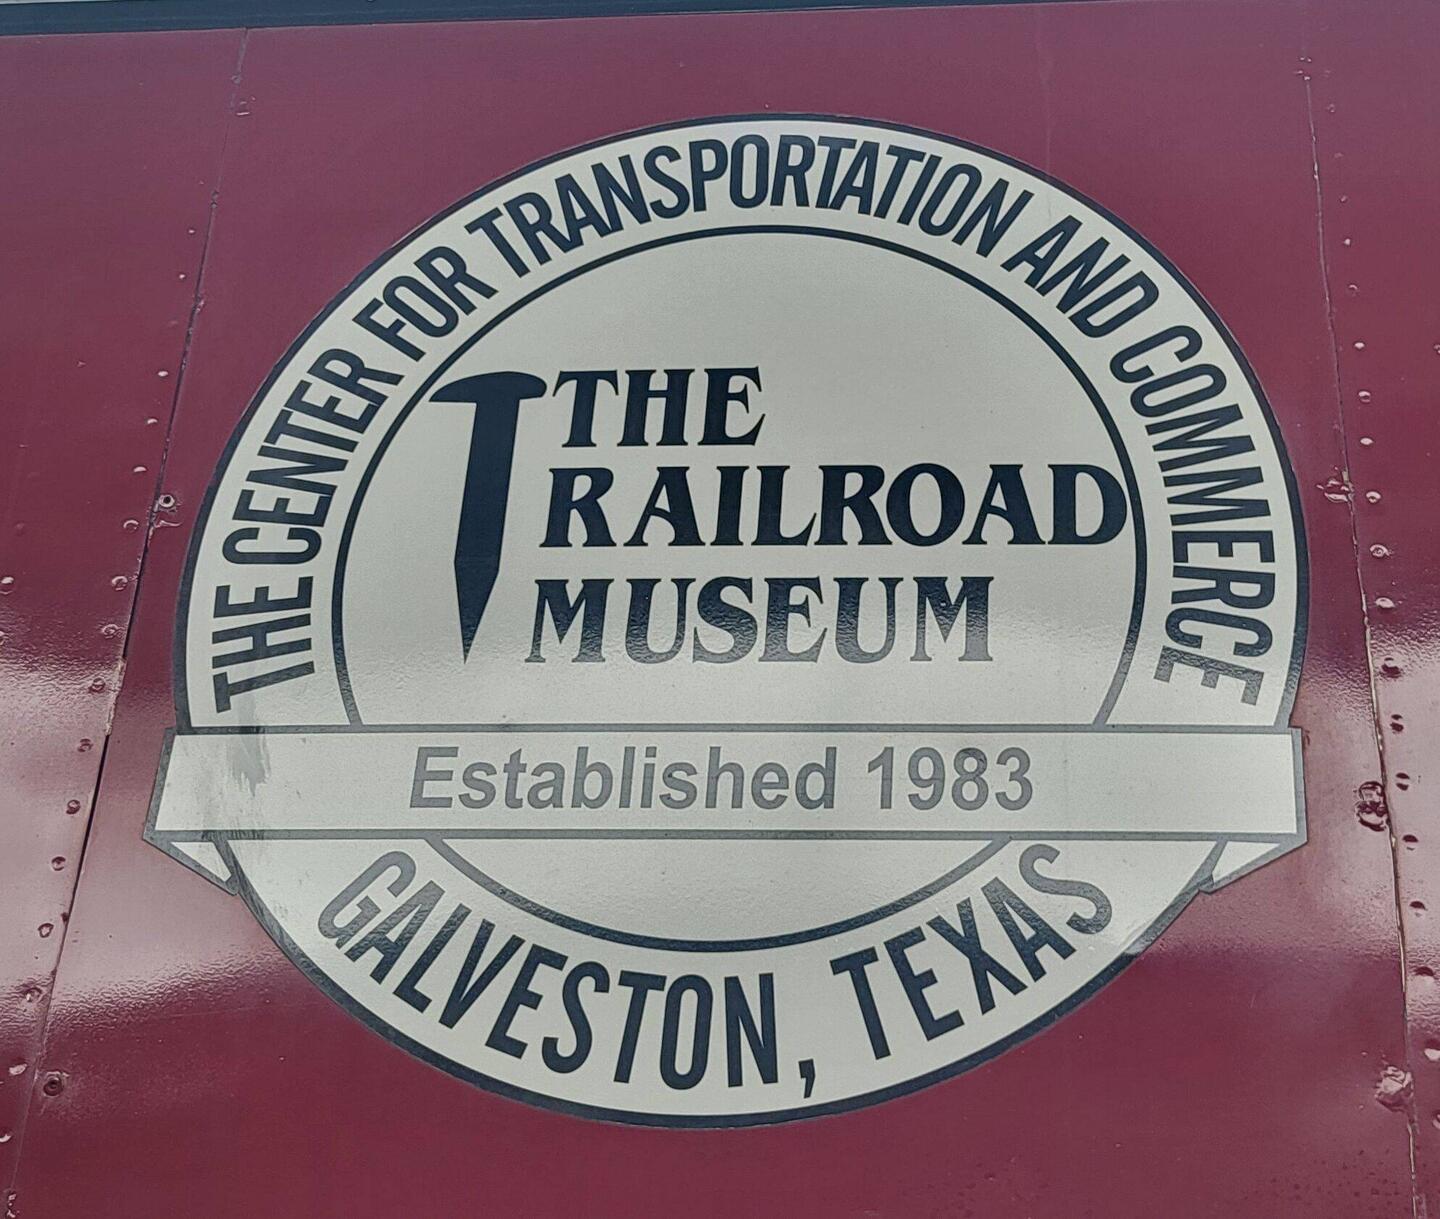 THE CENTER FOR TRANSPORTATION AND COMMERCE
THE
RAILROAD
MUSEUM
Established 1983
GALVESTON, TEXAS